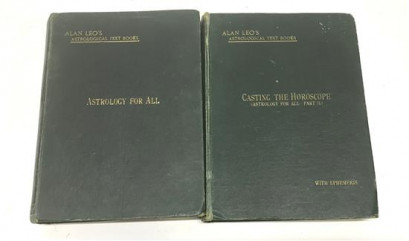 ALAN LEO'S
ASTROLOGICAL TEXT BOOKS
ASTROLOGY FOR ALL
ALAN LEO'S
ASTROLOGICAL TEXT BOOKS
CASTING THE HOROSCOPE
(ASTROLOGY FOR ALL PART II)
WITH EPHEMERIS